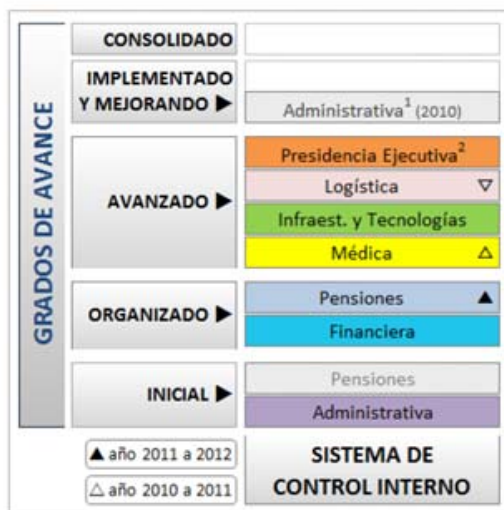 GRADOS DE AVANCE
CONSOLIDADO
IMPLEMENTADO
Y MEJORANDO ▶
Administrativa¹ (2010)
AVANZADO ▶
Presidencia Ejecutiva²
Logística ▽
Infraest. y Tecnologías
Médica △
ORGANIZADO ▶
Pensiones ▲
Financiera
INICIAL ▶
Pensiones
Administrativa
▲ año 2011 a 2012
△ año 2010 a 2011
SISTEMA DE
CONTROL INTERNO